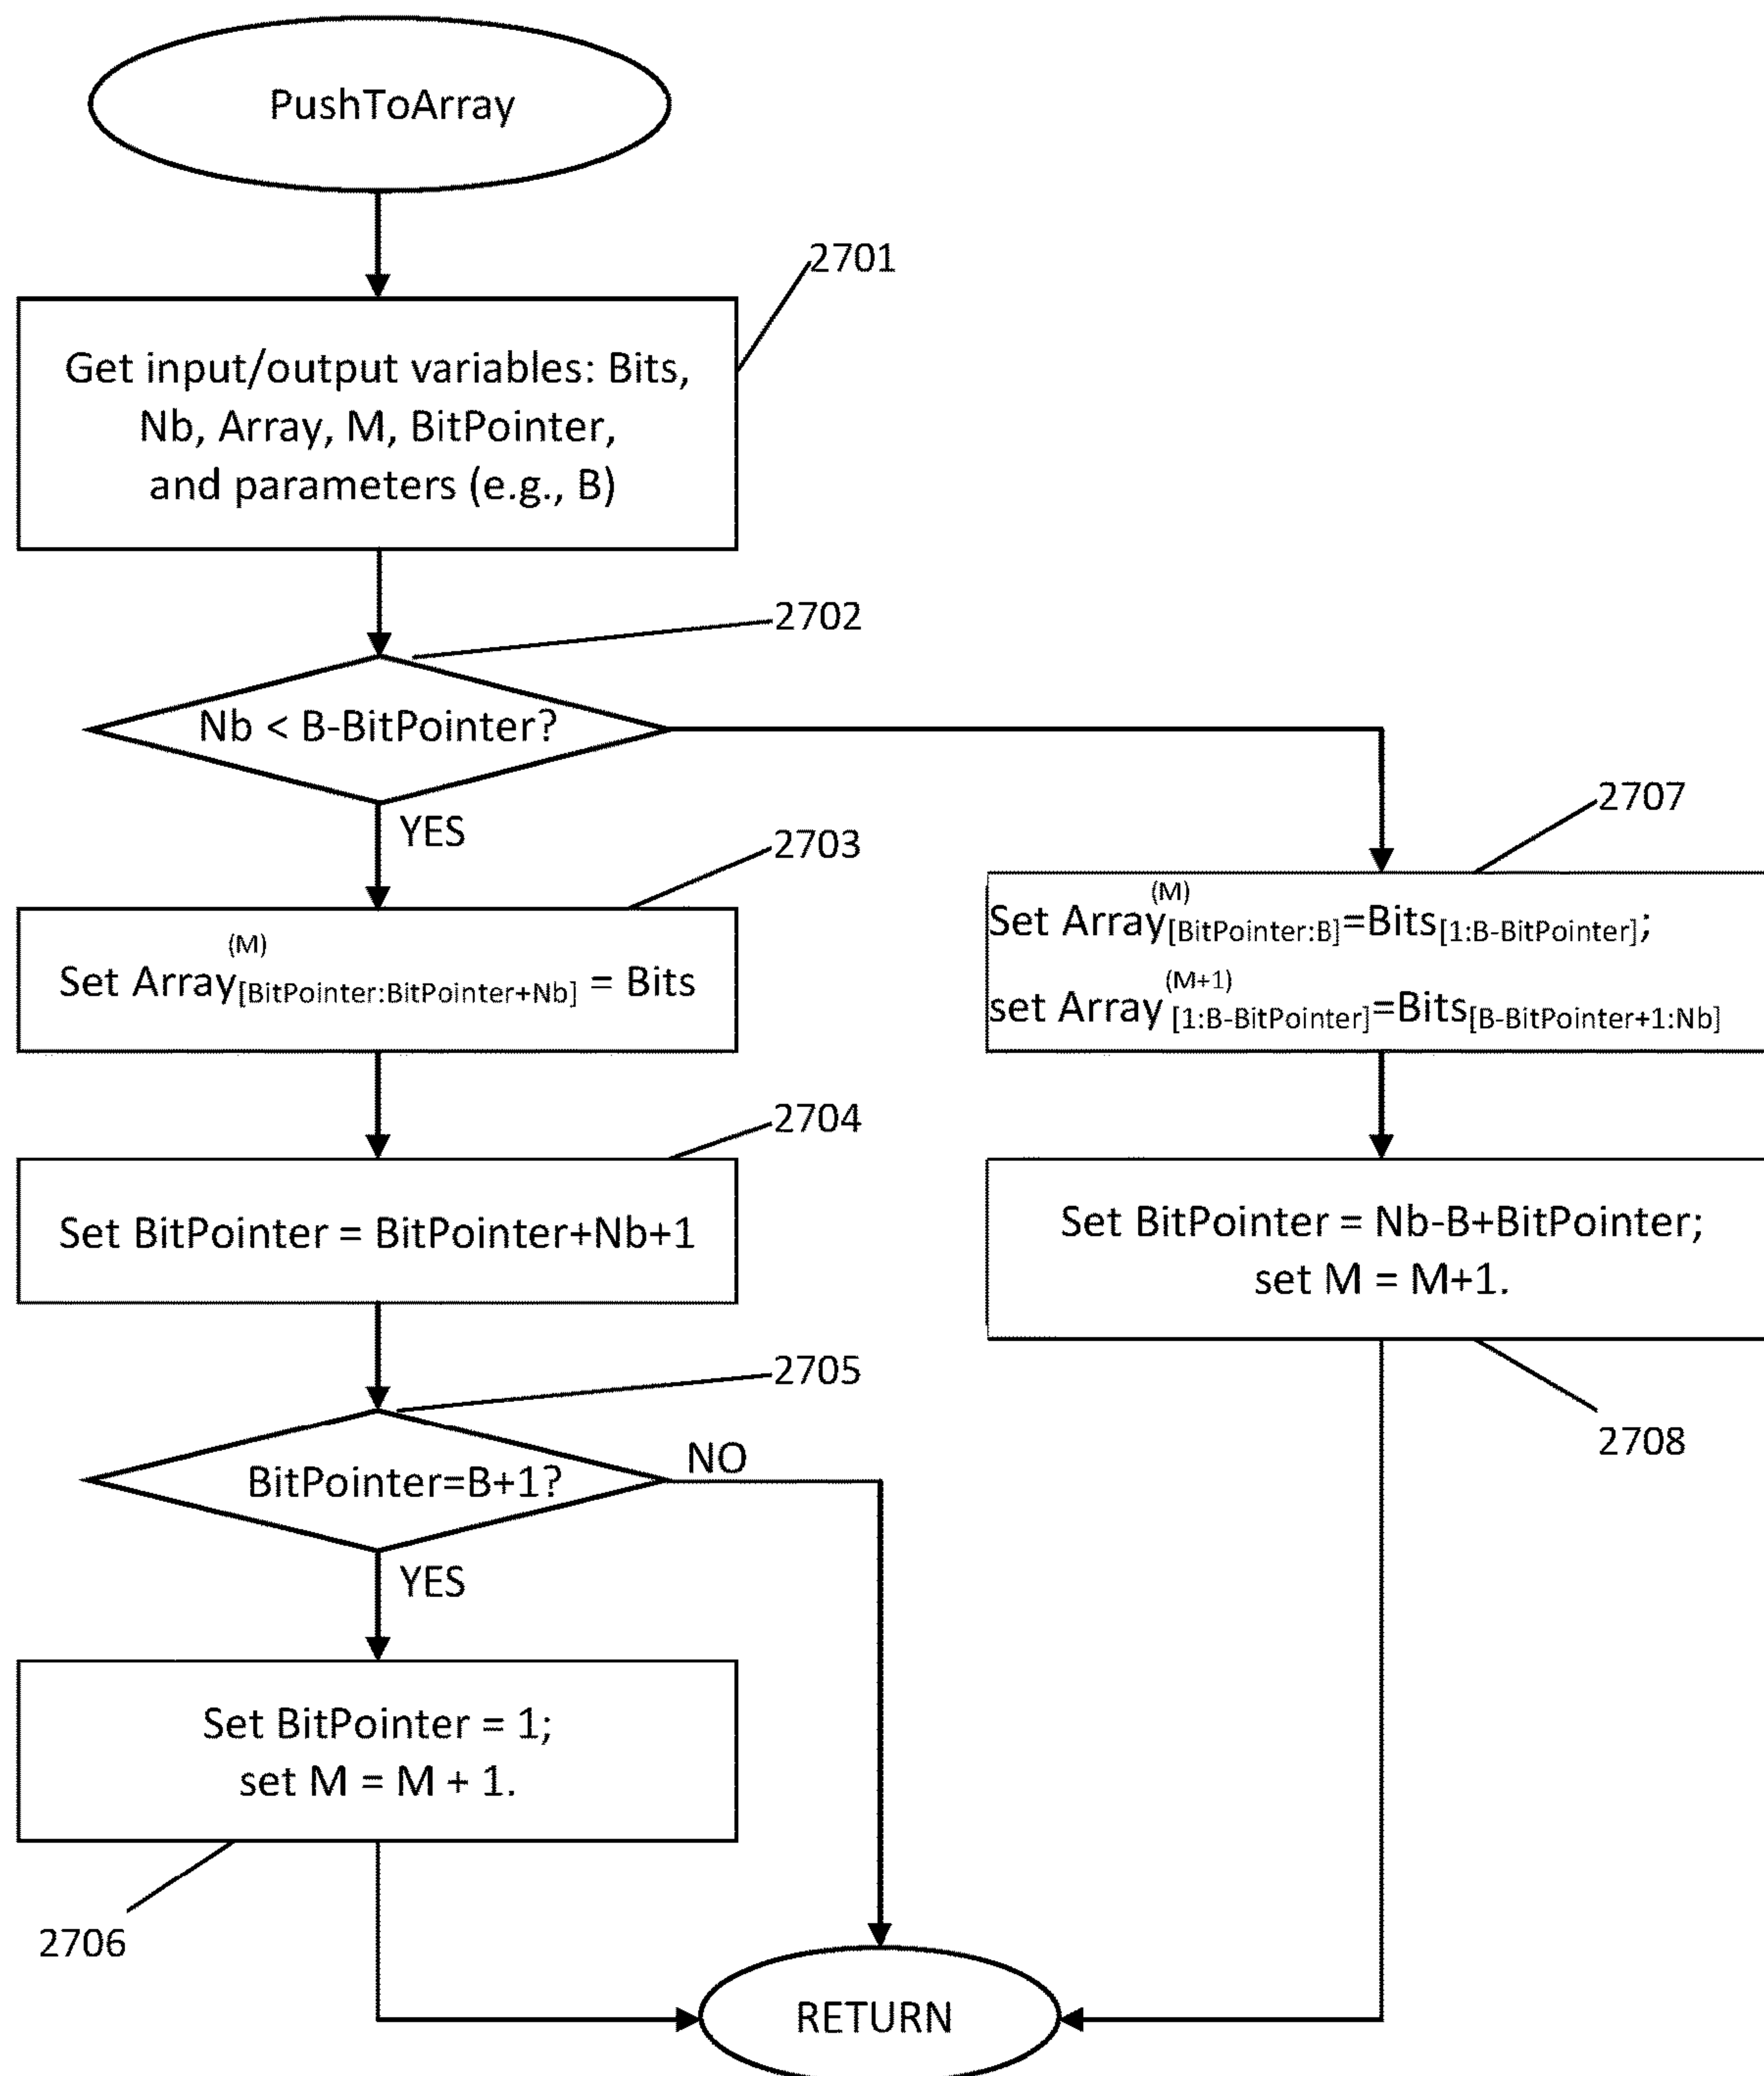 PushToArray
2701
Get input/output variables: Bits,
Nb, Array, M, BitPointer,
and parameters (e.g., B)
2702
Nb < B-BitPointer?
YES
2703
Set Array(M)[BitPointer:BitPointer+Nb] = Bits
2704
Set BitPointer = BitPointer+Nb+1
2705
BitPointer=B+1?
NO
YES
Set BitPointer = 1;
set M = M + 1.
2706
2707
Set Array(M)[BitPointer:B]=Bits[1:B-BitPointer];
set Array(M+1)[1:B-BitPointer]=Bits[B-BitPointer+1:Nb]
Set BitPointer = Nb-B+BitPointer;
set M = M+1.
2708
RETURN